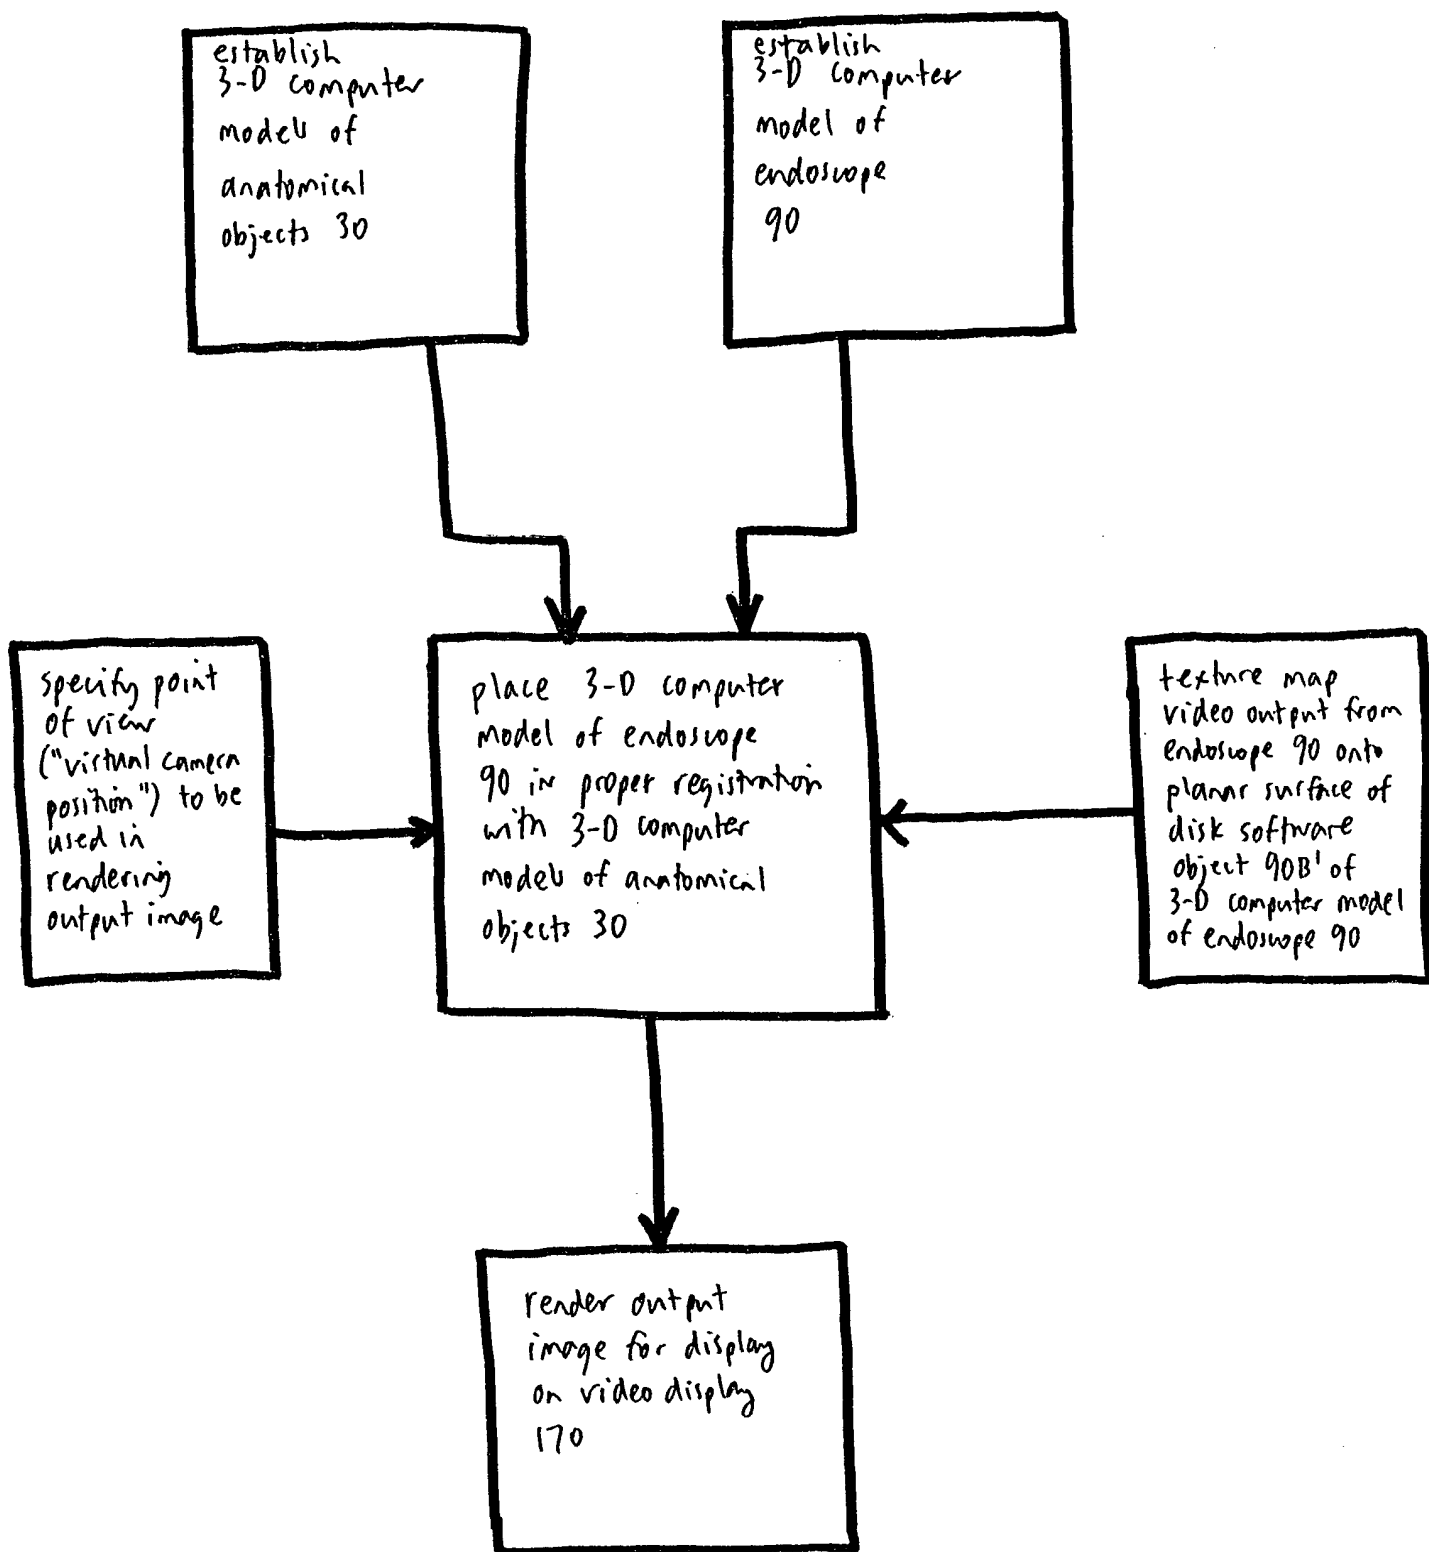 establish
3-D computer
models of
anatomical
objects 30
establish
3-D computer
model of
endoscope
90
specify point
of view
("virtual camera
position") to be
used in
rendering
output image
place 3-D computer
model of endoscope
90 in proper registration
with 3-D computer
models of anatomical
objects 30
texture map
video output from
endoscope 90 onto
planar surface of
disk software
object 90B' of
3-D computer model
of endoscope 90
render output
image for display
on video display
170